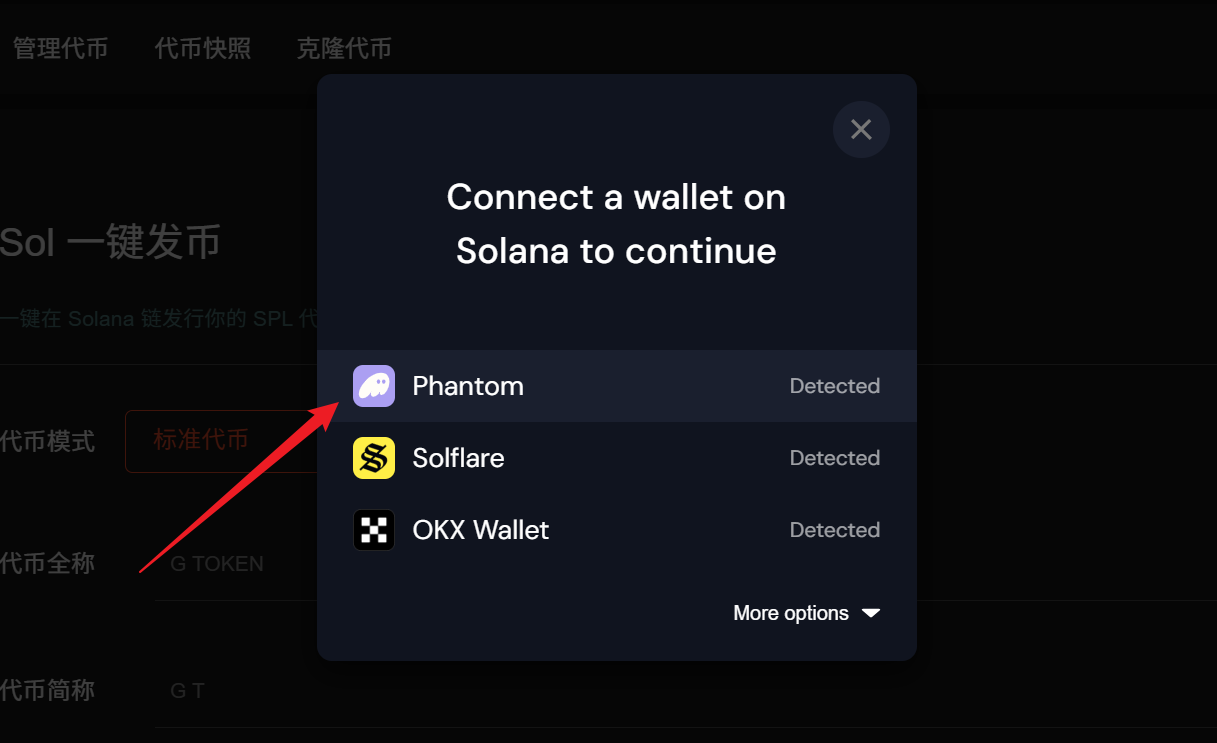 管理代币 代币快照 克隆代币
Connect a wallet on
Solana to continue
Sol 一键发币
一键在 Solana 链发行你的 SPL 代
Phantom Detected
代币模式 标准代币
Solflare Detected
OKX Wallet Detected
代币全称 G TOKEN
More options
代币简称 G T